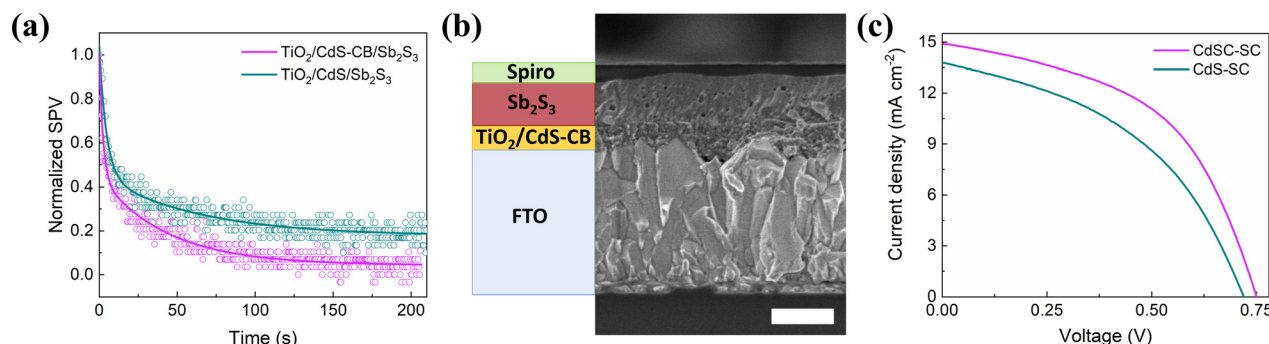 (a)
Normalized SPV
1.0
0.8
0.6
0.4
0.2
0.0
TiO₂/CdS-CB/Sb₂S₃
TiO₂/CdS/Sb₂S₃
0 50 100 150 200
Time (s)
(b)
Spiro
Sb₂S₃
TiO₂/CdS-CB
FTO
(c)
Current density (mA cm⁻²)
15
12
9
6
3
0
CdSC-SC
CdS-SC
0.00 0.25 0.50 0.75
Voltage (V)